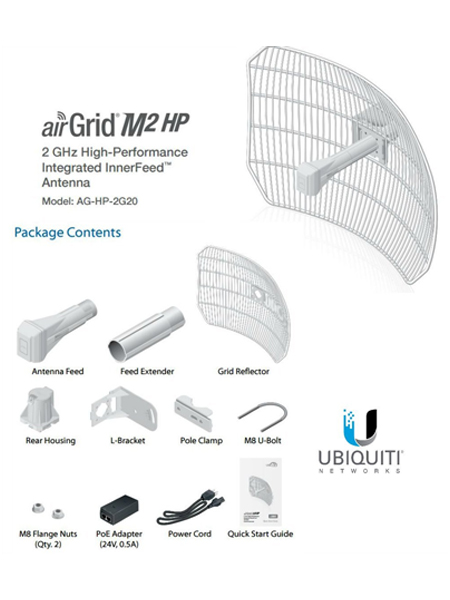 airGrid® M2 HP
2 GHz High-Performance
Integrated InnerFeed™
Antenna
Model: AG-HP-2G20
Package Contents
Antenna Feed
Feed Extender
Grid Reflector
Rear Housing
L-Bracket
Pole Clamp
M8 U-Bolt
UBIQUITI
NETWORKS
M8 Flange Nuts
(Qty. 2)
PoE Adapter
(24V, 0.5A)
Power Cord
Quick Start Guide